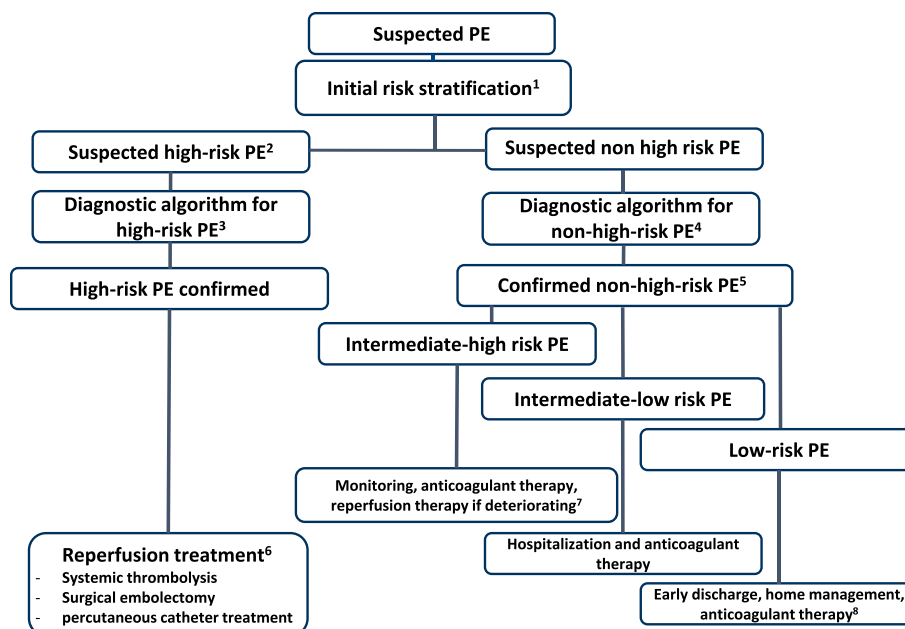 Suspected PE
Initial risk stratification¹
Suspected high-risk PE²
Suspected non high risk PE
Diagnostic algorithm for
high-risk PE³
Diagnostic algorithm for
non-high-risk PE⁴
High-risk PE confirmed
Confirmed non-high-risk PE⁵
Intermediate-high risk PE
Intermediate-low risk PE
Low-risk PE
Monitoring, anticoagulant therapy,
reperfusion therapy if deteriorating⁷
Reperfusion treatment⁶
- Systemic thrombolysis
- Surgical embolectomy
- percutaneous catheter treatment
Hospitalization and anticoagulant
therapy
Early discharge, home management,
anticoagulant therapy⁸